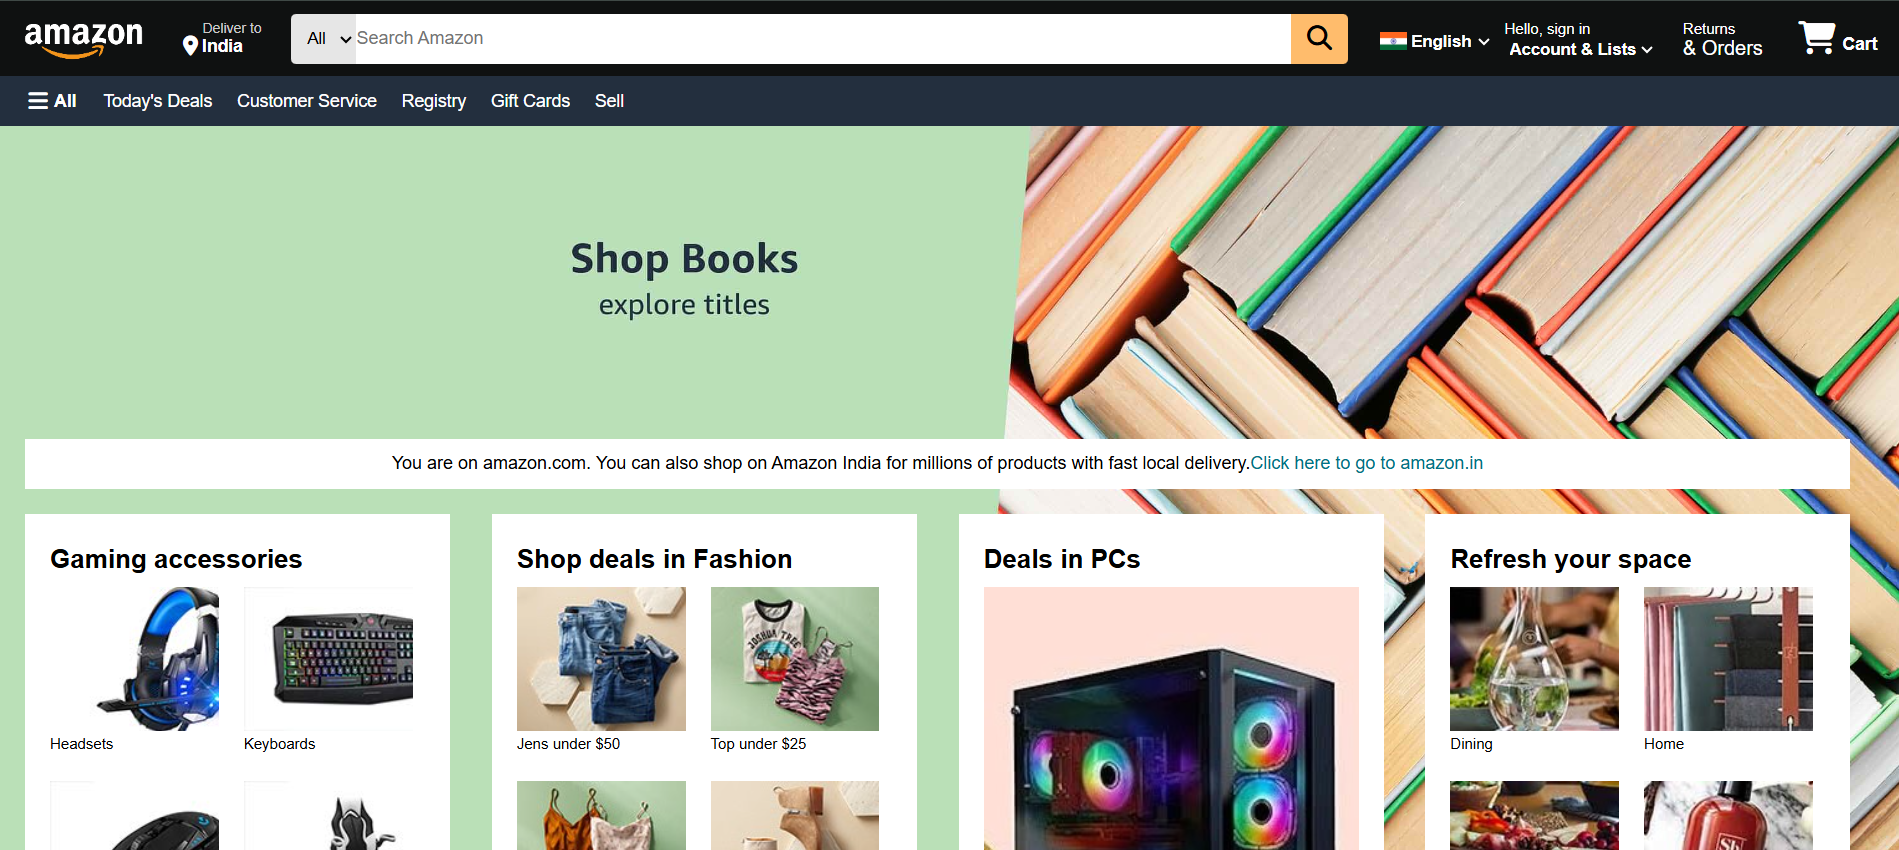 amazon
Deliver to
India
All
Search Amazon
English
Hello, sign in
Account & Lists
Returns
& Orders
Cart
All
Today's Deals
Customer Service
Registry
Gift Cards
Sell
Shop Books
explore titles
You are on amazon.com. You can also shop on Amazon India for millions of products with fast local delivery.Click here to go to amazon.in
Gaming accessories
Headsets
Keyboards
Shop deals in Fashion
JOSHUA TREE
Jens under $50
Top under $25
Deals in PCs
Refresh your space
Dining
Home